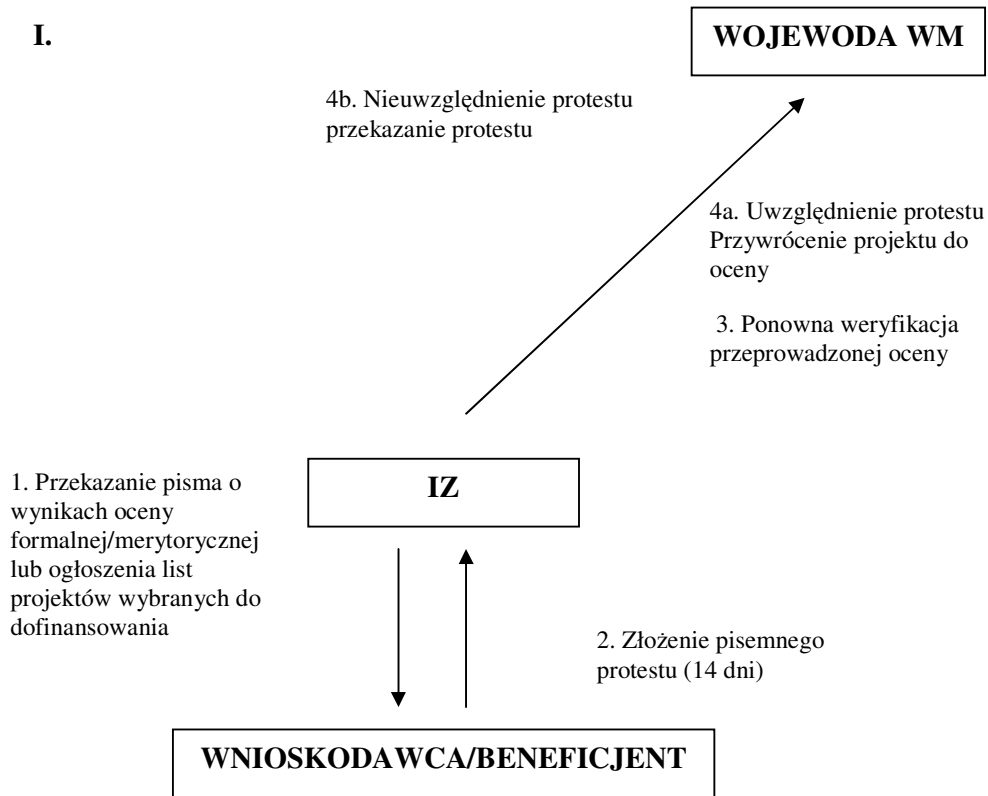 I.
WOJEWODA WM
4b. Nieuwzględnienie protestu
przekazanie protestu
4a. Uwzględnienie protestu
Przywrócenie projektu do
oceny
3. Ponowna weryfikacja
przeprowadzonej oceny
1. Przekazanie pisma o
wynikach oceny
formalnej/merytorycznej
lub ogłoszenia list
projektów wybranych do
dofinansowania
IZ
2. Złożenie pisemnego
protestu (14 dni)
WNIOSKODAWCA/BENEFICJENT